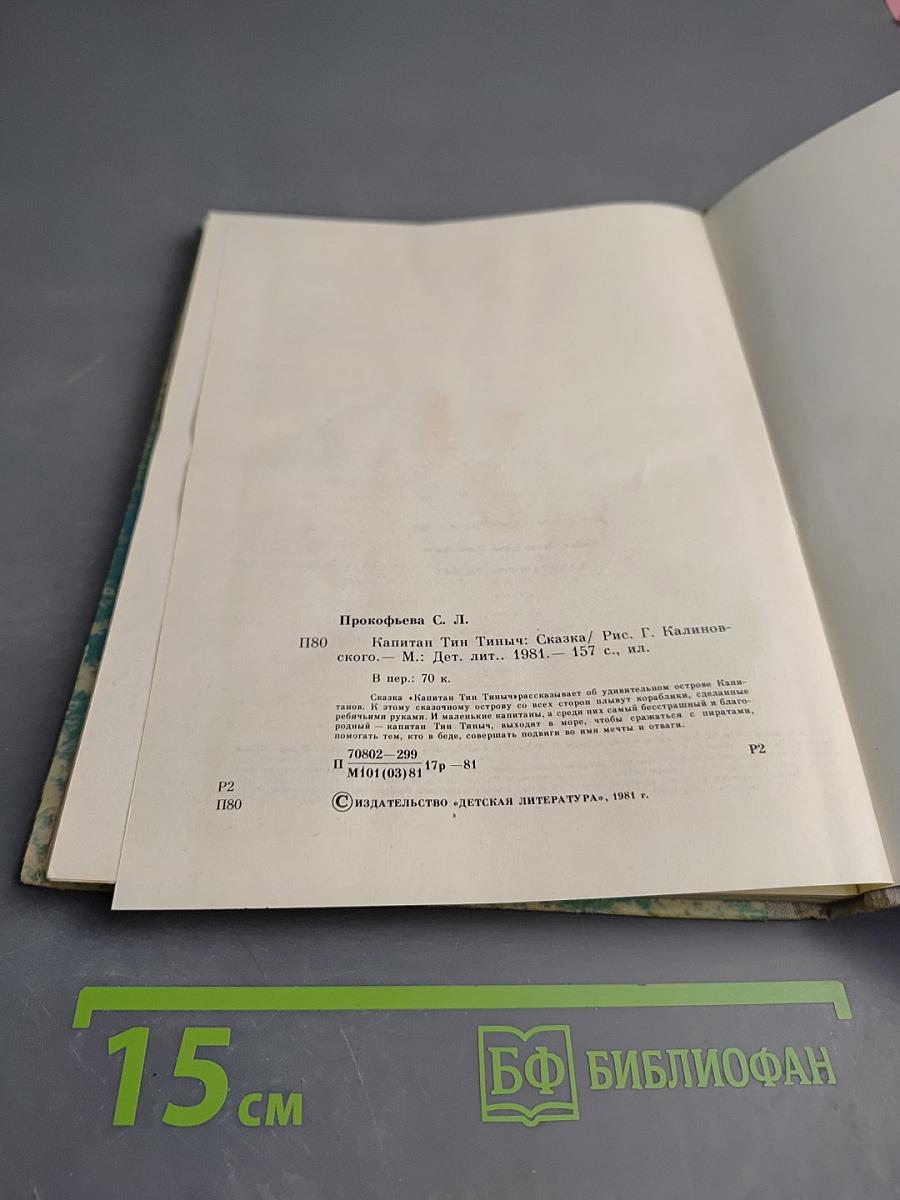 Прокофьева С. Л.
П80 Капитан Тин Тиныч: Сказка/ Рис. Г. Калинов-
ского.— М.: Дет. лит.. 1981.— 157 с., ил.
В пер.: 70 к.
Сказка «Капитан Тин Тиныч»рассказывает об удивительном острове Капи-
танов. К этому сказочному острову со всех сторон плывут кораблики, сделанные
ребячьими руками. И маленькие капитаны, а среди них самый бесстрашный и благо-
родный — капитан Тин Тиныч, выходят в море, чтобы сражаться с пиратами,
помогать тем, кто в беде, совершать подвиги во имя мечты и отваги.
П 70802—299
М101(03)81 17р —81
Р2
Р2
П80
© ИЗДАТЕЛЬСТВО «ДЕТСКАЯ ЛИТЕРАТУРА», 1981 г.
15 см
БФ БИБЛИОФАН